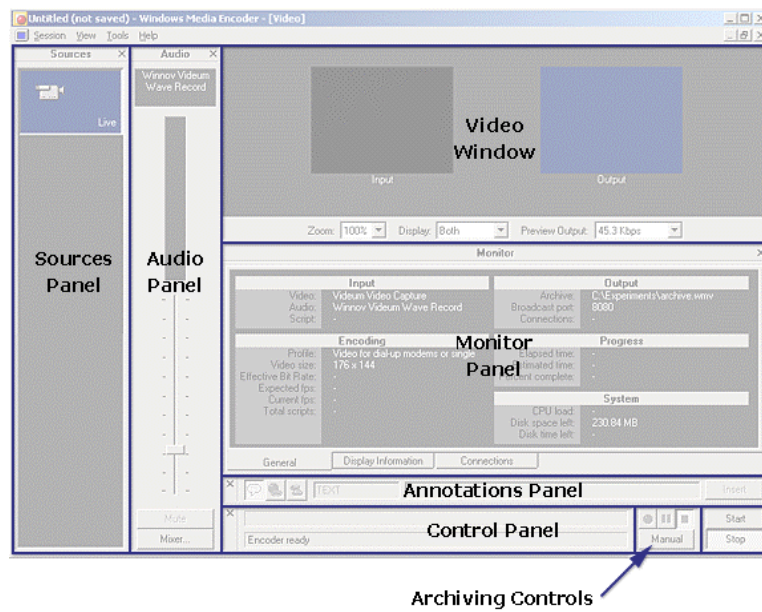 Untitled (not saved) - Windows Media Encoder - [Video]
Session View Tools Help
Sources
Live
Sources Panel
Audio
Winnov Videum Wave Record
Audio Panel
Mute
Mixer...
Video Window
Input
Output
Zoom: 100% Display: Both Preview Output: 45.3 Kbps
Monitor
Input
Video: Videum Video Capture
Audio: Winnov Videum Wave Record
Script: -
Encoding
Profile: Video for dial-up modems or single
Video size: 176 x 144
Effective Bit Rate: -
Expected fps: -
Current fps: -
Total scripts: -
Output
Archive: C:\Experiments\archive.wmv
Broadcast port: 8080
Connections: -
Progress
Elapsed time: -
Estimated time: -
Percent complete: -
System
CPU load: -
Disk space left: 230.84 MB
Disk time left: -
Monitor Panel
General Display Information Connections
TEXT
Annotations Panel
Insert
Control Panel
Encoder ready
Manual
Start
Stop
Archiving Controls